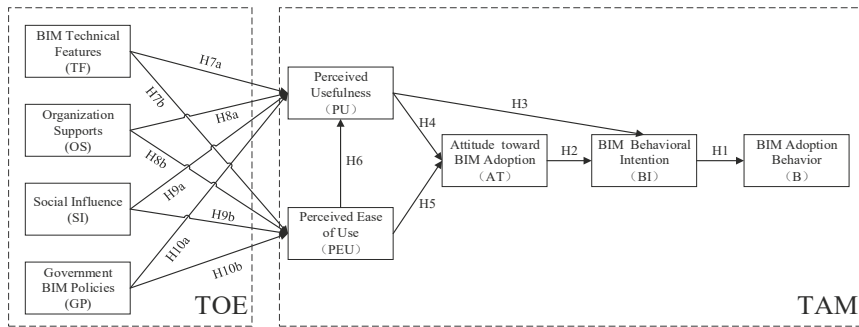 BIM Technical
Features
(TF)
Organization
Supports
(OS)
Social Influence
(SI)
Government
BIM Policies
(GP)
TOE
H7a
H7b
H8a
H8b
H9a
H9b
H10a
H10b
Perceived
Usefulness
（PU）
H6
Perceived Ease
of Use
（PEU）
H3
H4
H5
Attitude toward
BIM Adoption
（AT）
H2
BIM Behavioral
Intention
（BI）
H1
BIM Adoption
Behavior
（B）
TAM